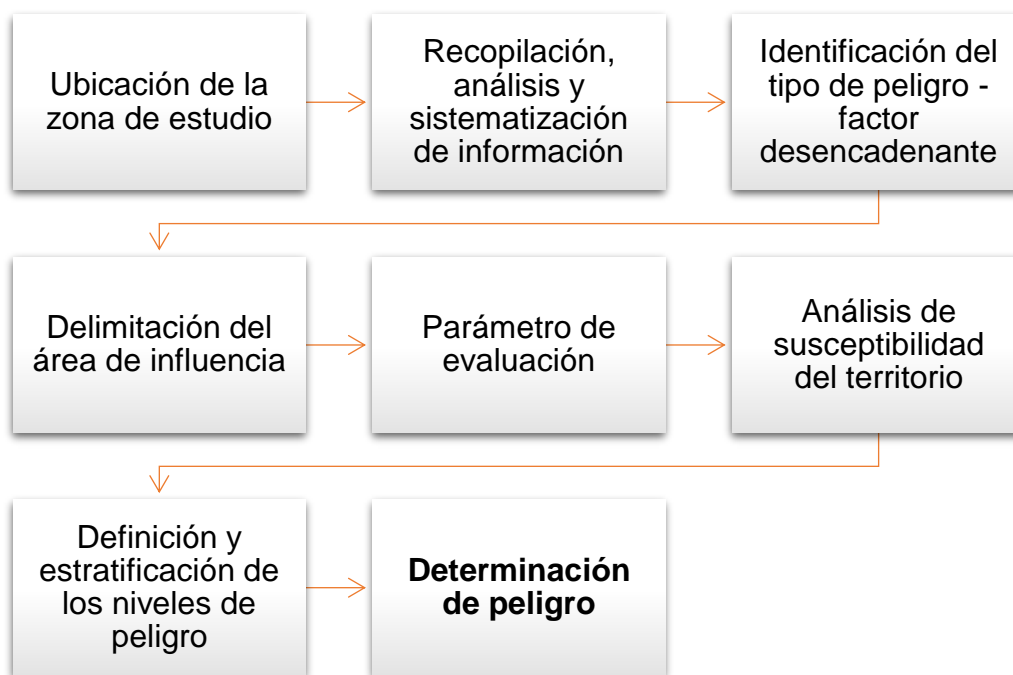 Ubicación de la
zona de estudio
Recopilación,
análisis y
sistematización
de información
Identificación del
tipo de peligro -
factor
desencadenante
Delimitación del
área de influencia
Parámetro de
evaluación
Análisis de
susceptibilidad
del territorio
Definición y
estratificación de
los niveles de
peligro
Determinación
de peligro